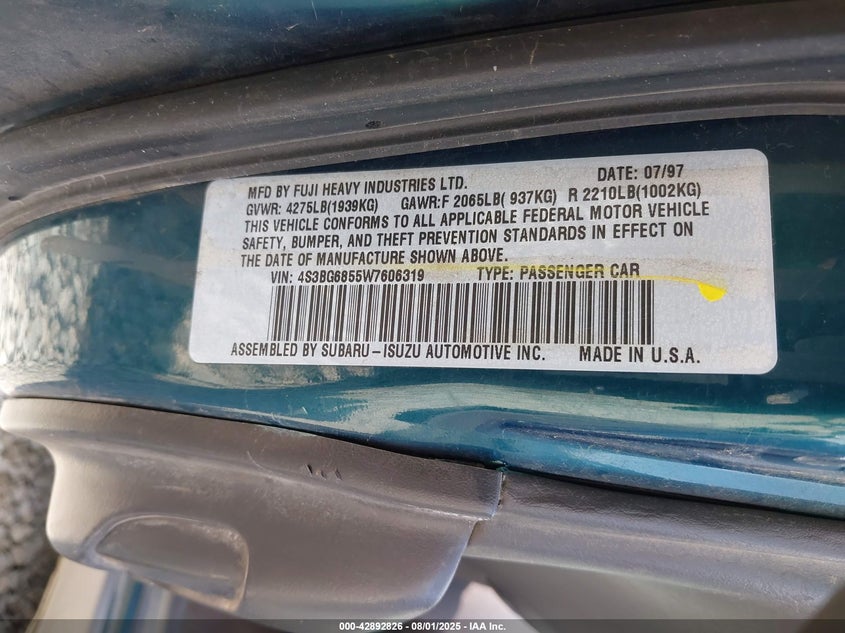 MFD BY FUJI HEAVY INDUSTRIES LTD. DATE: 07/97
GVWR: 4275LB(1939KG) GAWR:F 2065LB( 937KG) R 2210LB(1002KG)
THIS VEHICLE CONFORMS TO ALL APPLICABLE FEDERAL MOTOR VEHICLE
SAFETY, BUMPER, AND THEFT PREVENTION STANDARDS IN EFFECT ON
THE DATE OF MANUFACTURE SHOWN ABOVE.
VIN: 4S3BG6855W7606319 TYPE: PASSENGER CAR
ASSEMBLED BY SUBARU-ISUZU AUTOMOTIVE INC. MADE IN U.S.A.
000-42892826 - 08/01/2025 - IAA Inc.